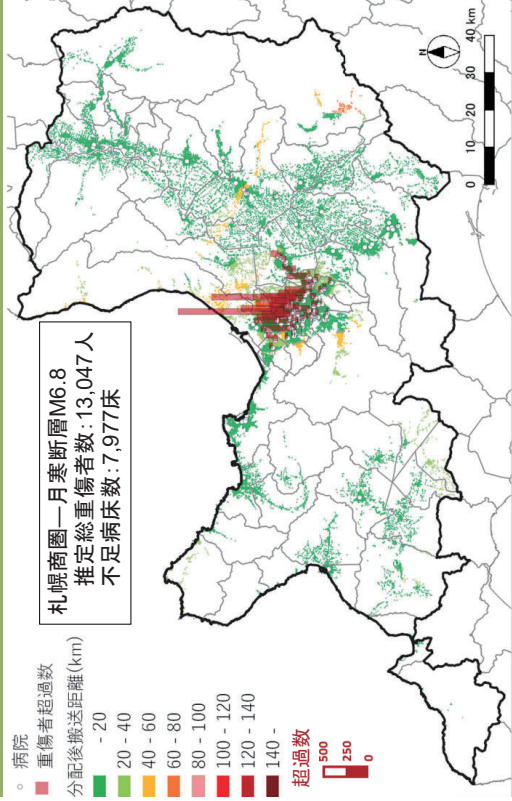 札幌商圏―月寒断層M6.8
推定総重傷者数:13,047人
不足病床数:7,977床
病院
重傷者超過数
分配後搬送距離(km)
- 20
20 - 40
40 - 60
60 - 80
80 - 100
100 - 120
120 - 140
140 -
超過数
500
250
0
N
0 10 20 30 40 km